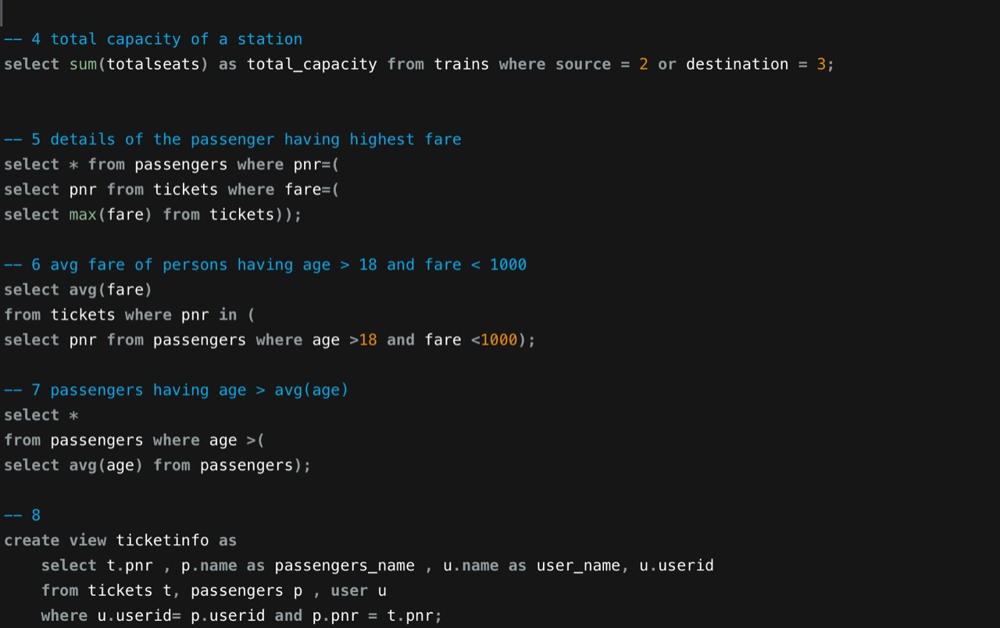 -- 4 total capacity of a station
select sum(totalseats) as total_capacity from trains where source = 2 or destination = 3;
-- 5 details of the passenger having highest fare
select * from passengers where pnr=(
select pnr from tickets where fare=(
select max(fare) from tickets));
-- 6 avg fare of persons having age > 18 and fare < 1000
select avg(fare)
from tickets where pnr in (
select pnr from passengers where age >18 and fare <1000);
-- 7 passengers having age > avg(age)
select *
from passengers where age >(
select avg(age) from passengers);
-- 8
create view ticketinfo as
select t.pnr , p.name as passengers_name , u.name as user_name, u.userid
from tickets t, passengers p , user u
where u.userid= p.userid and p.pnr = t.pnr;